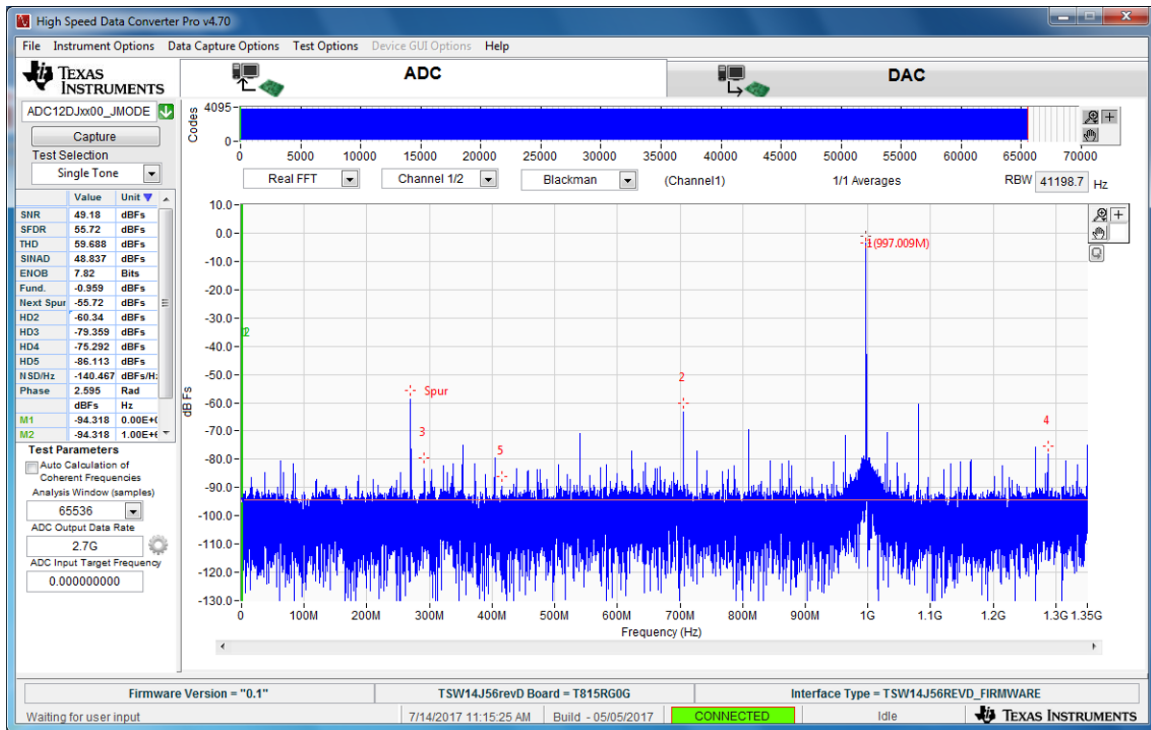 High Speed Data Converter Pro v4.70
File Instrument Options Data Capture Options Test Options Device GUI Options Help
TEXAS INSTRUMENTS
ADC
DAC
ADC12DJxx00_JMODE
Capture
Test Selection
Single Tone
Value Unit
SNR 49.18 dBFs
SFDR 55.72 dBFs
THD 59.688 dBFs
SINAD 48.837 dBFs
ENOB 7.82 Bits
Fund. -0.959 dBFs
Next Spur -55.72 dBFs
HD2 -60.34 dBFs
HD3 -79.359 dBFs
HD4 -75.292 dBFs
HD5 -86.113 dBFs
NSD/Hz -140.467 dBFs/Hz
Phase 2.595 Rad
dBFs Hz
M1 -94.318 0.00E+(
M2 -94.318 1.00E+6
Test Parameters
Auto Calculation of
Coherent Frequencies
Analysis Window (samples)
65536
ADC Output Data Rate
2.7G
ADC Input Target Frequency
0.000000000
Codes
4095
0
0 5000 10000 15000 20000 25000 30000 35000 40000 45000 50000 55000 60000 65000 70000
Real FFT Channel 1/2 Blackman (Channel1) 1/1 Averages RBW 41198.7 Hz
dBFs
10.0
0.0
-10.0
-20.0
-30.0
-40.0
-50.0
-60.0
-70.0
-80.0
-90.0
-100.0
-110.0
-120.0
-130.0
1(997.009M)
2
Spur
3
5
2
4
0 100M 200M 300M 400M 500M 600M 700M 800M 900M 1G 1.1G 1.2G 1.3G 1.35G
Frequency (Hz)
Firmware Version = "0.1" TSW14J56revD Board = T815RG0G Interface Type = TSW14J56REVD_FIRMWARE
Waiting for user input 7/14/2017 11:15:25 AM Build - 05/05/2017 CONNECTED Idle TEXAS INSTRUMENTS